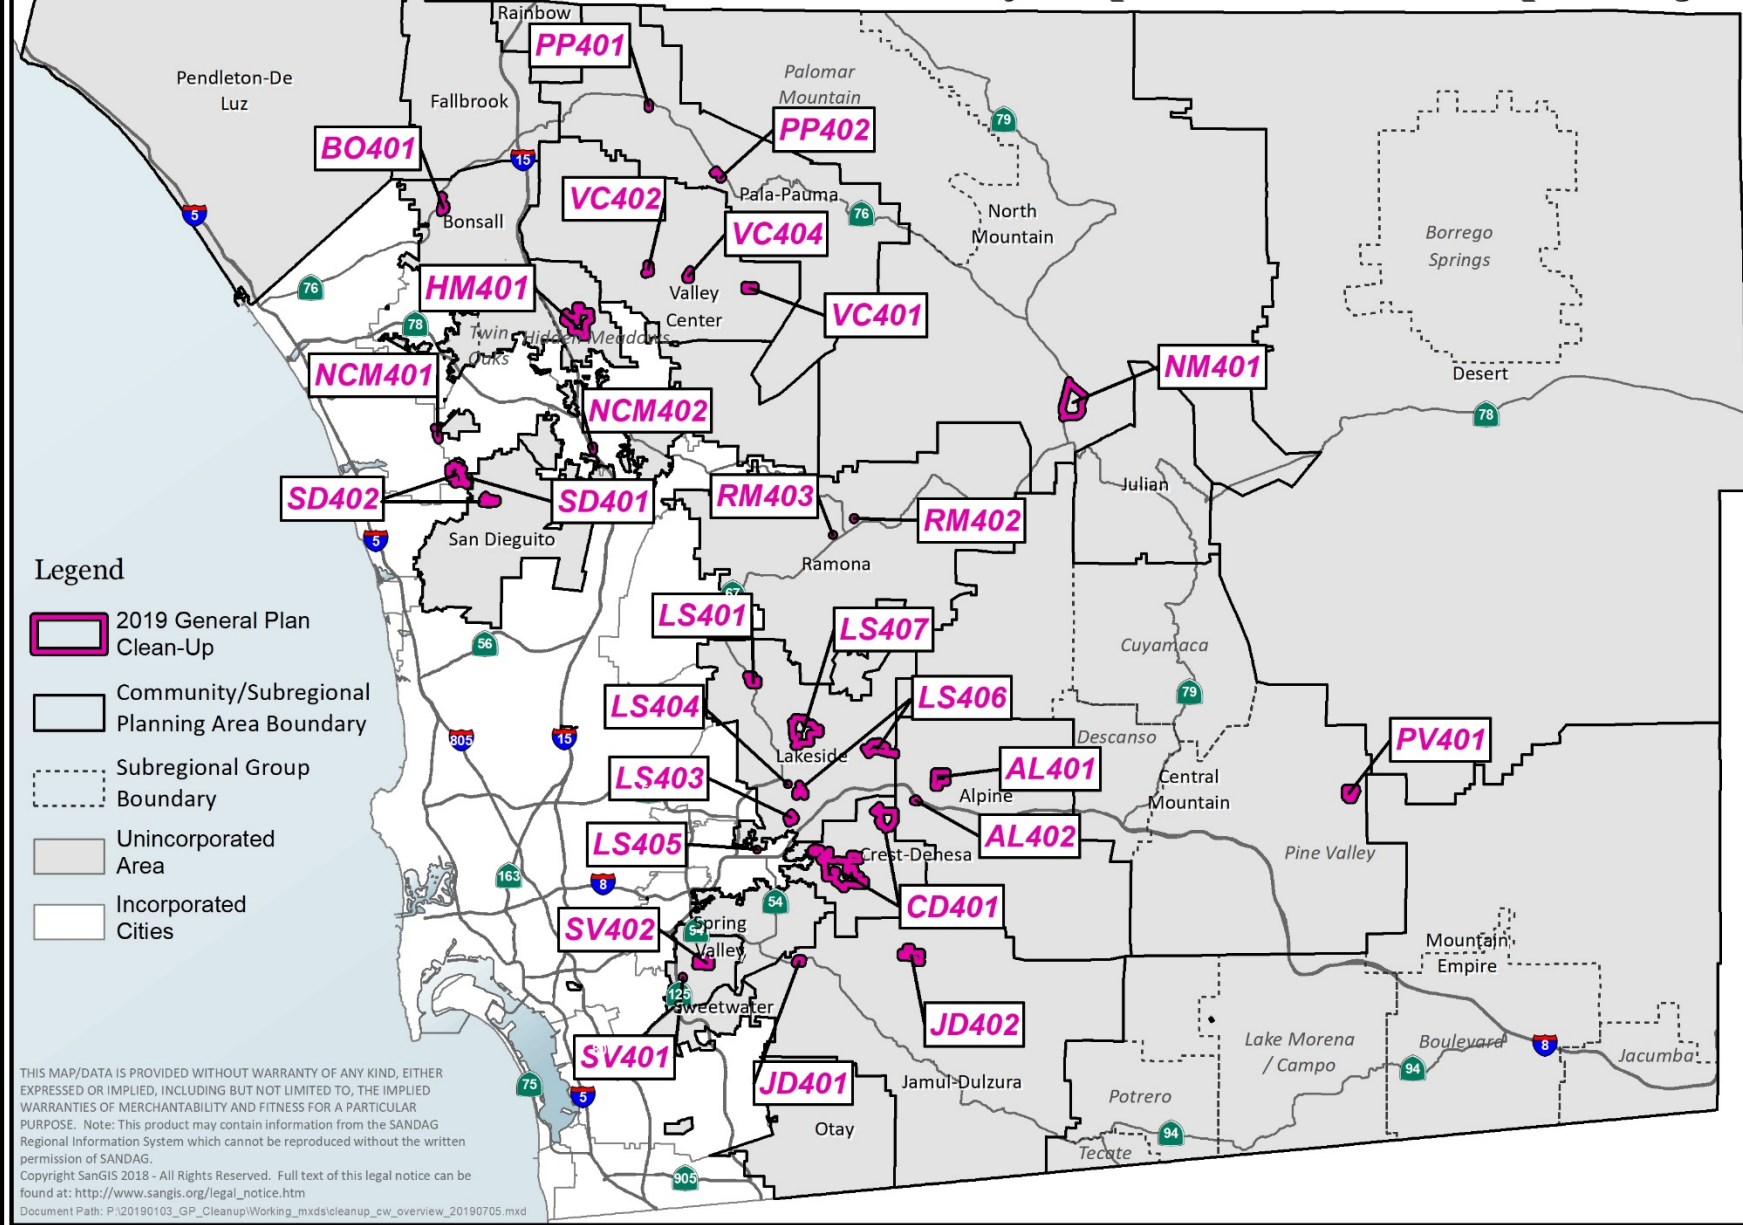 Rainbow
PP401
Pendleton-De
Luz
Fallbrook
Palomar
Mountain
79
PP402
BO401
15
VC402
Pala-Pauma
76
5
Bonsall
VC404
North
Mountain
Borrego
Springs
HM401
76
Valley
Center
VC401
78
Twin
Oaks
Hidden Meadows
NCM401
NM401
Desert
NCM402
78
SD402
SD401
RM403
RM402
Julian
5
San Dieguito
Ramona
67
Legend
2019 General Plan
Clean-Up
Community/Subregional
Planning Area Boundary
Subregional Group
Boundary
Unincorporated
Area
Incorporated
Cities
LS401
LS407
56
Cuyamaca
79
LS404
LS406
805
15
Descanso
PV401
Lakeside
LS403
AL401
Alpine
Central
Mountain
LS405
AL402
Crest-Dehesa
Pine Valley
163
8
54
CD401
SV402
94
Spring
Valley
Mountain
Empire
125
Sweetwater
JD402
SV401
Lake Morena
/ Campo
Boulevard
8
Jacumba
94
JD401
Jamul-Dulzura
75
5
Potrero
Otay
94
Tecate
905
THIS MAP/DATA IS PROVIDED WITHOUT WARRANTY OF ANY KIND, EITHER
EXPRESSED OR IMPLIED, INCLUDING BUT NOT LIMITED TO, THE IMPLIED
WARRANTIES OF MERCHANTABILITY AND FITNESS FOR A PARTICULAR
PURPOSE. Note: This product may contain information from the SANDAG
Regional Information System which cannot be reproduced without the written
permission of SANDAG.
Copyright SanGIS 2018 - All Rights Reserved. Full text of this legal notice can be
found at: http://www.sangis.org/legal_notice.htm
Document Path: P:\20190103_GP_Cleanup\Working_mxds\cleanup_cw_overview_20190705.mxd